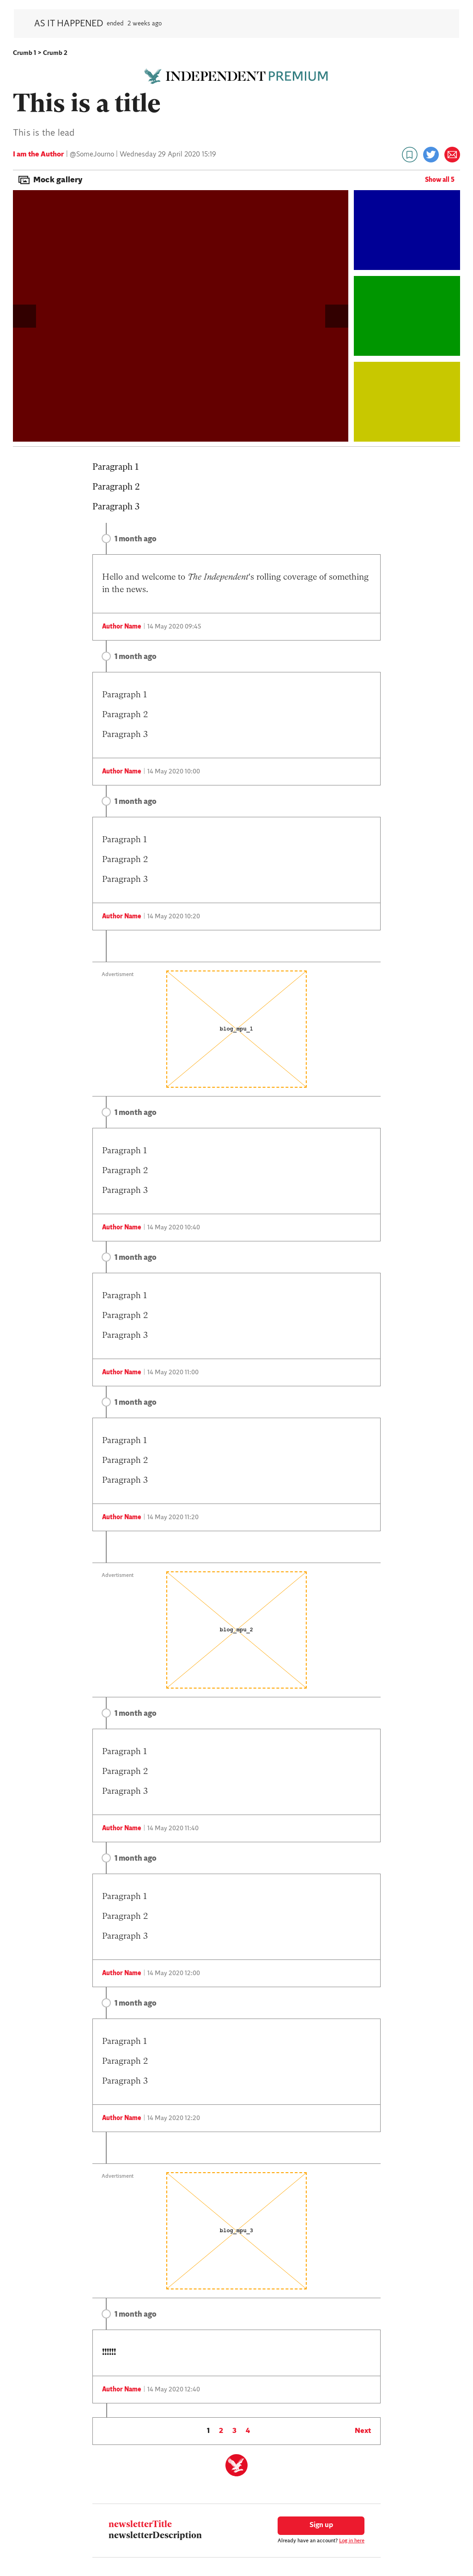 AS IT HAPPENED ended 2 weeks ago
Crumb 1 > Crumb 2
INDEPENDENT PREMIUM
This is a title
This is the lead
I am the Author | @SomeJourno | Wednesday 29 April 2020 15:19
Mock gallery
Show all 5
Paragraph 1
Paragraph 2
Paragraph 3
1 month ago
Hello and welcome to The Independent's rolling coverage of something
in the news.
Author Name | 14 May 2020 09:45
1 month ago
Paragraph 1
Paragraph 2
Paragraph 3
Author Name | 14 May 2020 10:00
1 month ago
Paragraph 1
Paragraph 2
Paragraph 3
Author Name | 14 May 2020 10:20
Advertisment
blog_mpu_1
1 month ago
Paragraph 1
Paragraph 2
Paragraph 3
Author Name | 14 May 2020 10:40
1 month ago
Paragraph 1
Paragraph 2
Paragraph 3
Author Name | 14 May 2020 11:00
1 month ago
Paragraph 1
Paragraph 2
Paragraph 3
Author Name | 14 May 2020 11:20
Advertisment
blog_mpu_2
1 month ago
Paragraph 1
Paragraph 2
Paragraph 3
Author Name | 14 May 2020 11:40
1 month ago
Paragraph 1
Paragraph 2
Paragraph 3
Author Name | 14 May 2020 12:00
1 month ago
Paragraph 1
Paragraph 2
Paragraph 3
Author Name | 14 May 2020 12:20
Advertisment
blog_mpu_3
1 month ago
!!!!!!
Author Name | 14 May 2020 12:40
1 2 3 4 Next
newsletterTitle
newsletterDescription
Sign up
Already have an account? Log in here